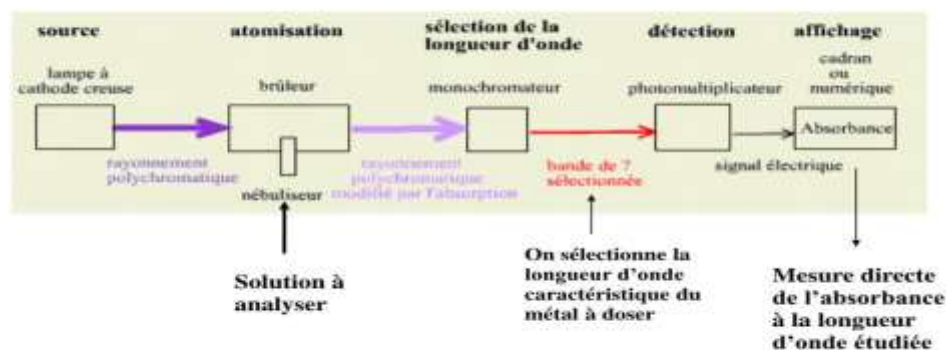 source
atomisation
sélection de la
longueur d'onde
détection
affichage
lampe à
cathode creuse
brûleur
monochromateur
photomultiplicateur
cadran
ou
numérique
Absorbance
rayonnement
polychromatique
nébuliseur
rayonnement
polychromatique
modifié par l'absorption
bande de ?
sélectionnée
signal électrique
Solution à
analyser
On sélectionne la
longueur d’onde
caractéristique du
métal à doser
Mesure directe
de l’absorbance
à la longueur
d’onde étudiée